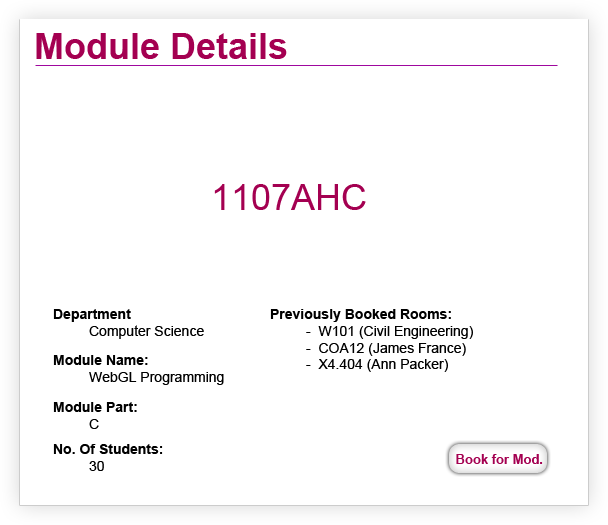 Module Details
1107AHC
Department
Computer Science
Module Name:
WebGL Programming
Module Part:
C
No. Of Students:
30
Previously Booked Rooms:
- W101 (Civil Engineering)
- COA12 (James France)
- X4.404 (Ann Packer)
Book for Mod.